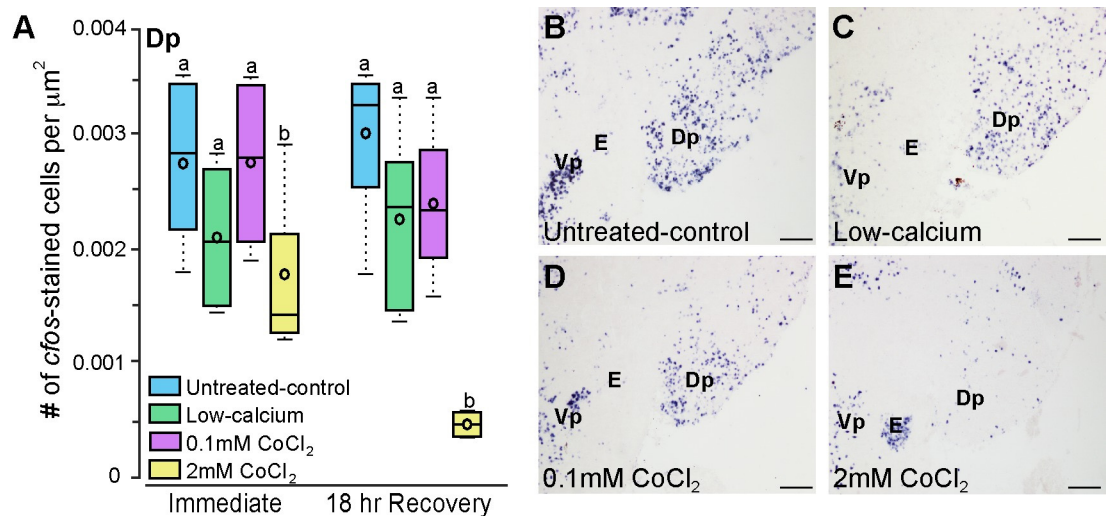 A
# of cfos-stained cells per μm²
0.004
0.003
0.002
0.001
0
Dp
a
a
a
b
a
a
a
b
Untreated-control
Low-calcium
0.1mM CoCl₂
2mM CoCl₂
Immediate
18 hr Recovery
B
Dp
E
Vp
Untreated-control
C
Dp
E
Vp
Low-calcium
D
E
Dp
Vp
0.1mM CoCl₂
E
Dp
Vp
E
2mM CoCl₂